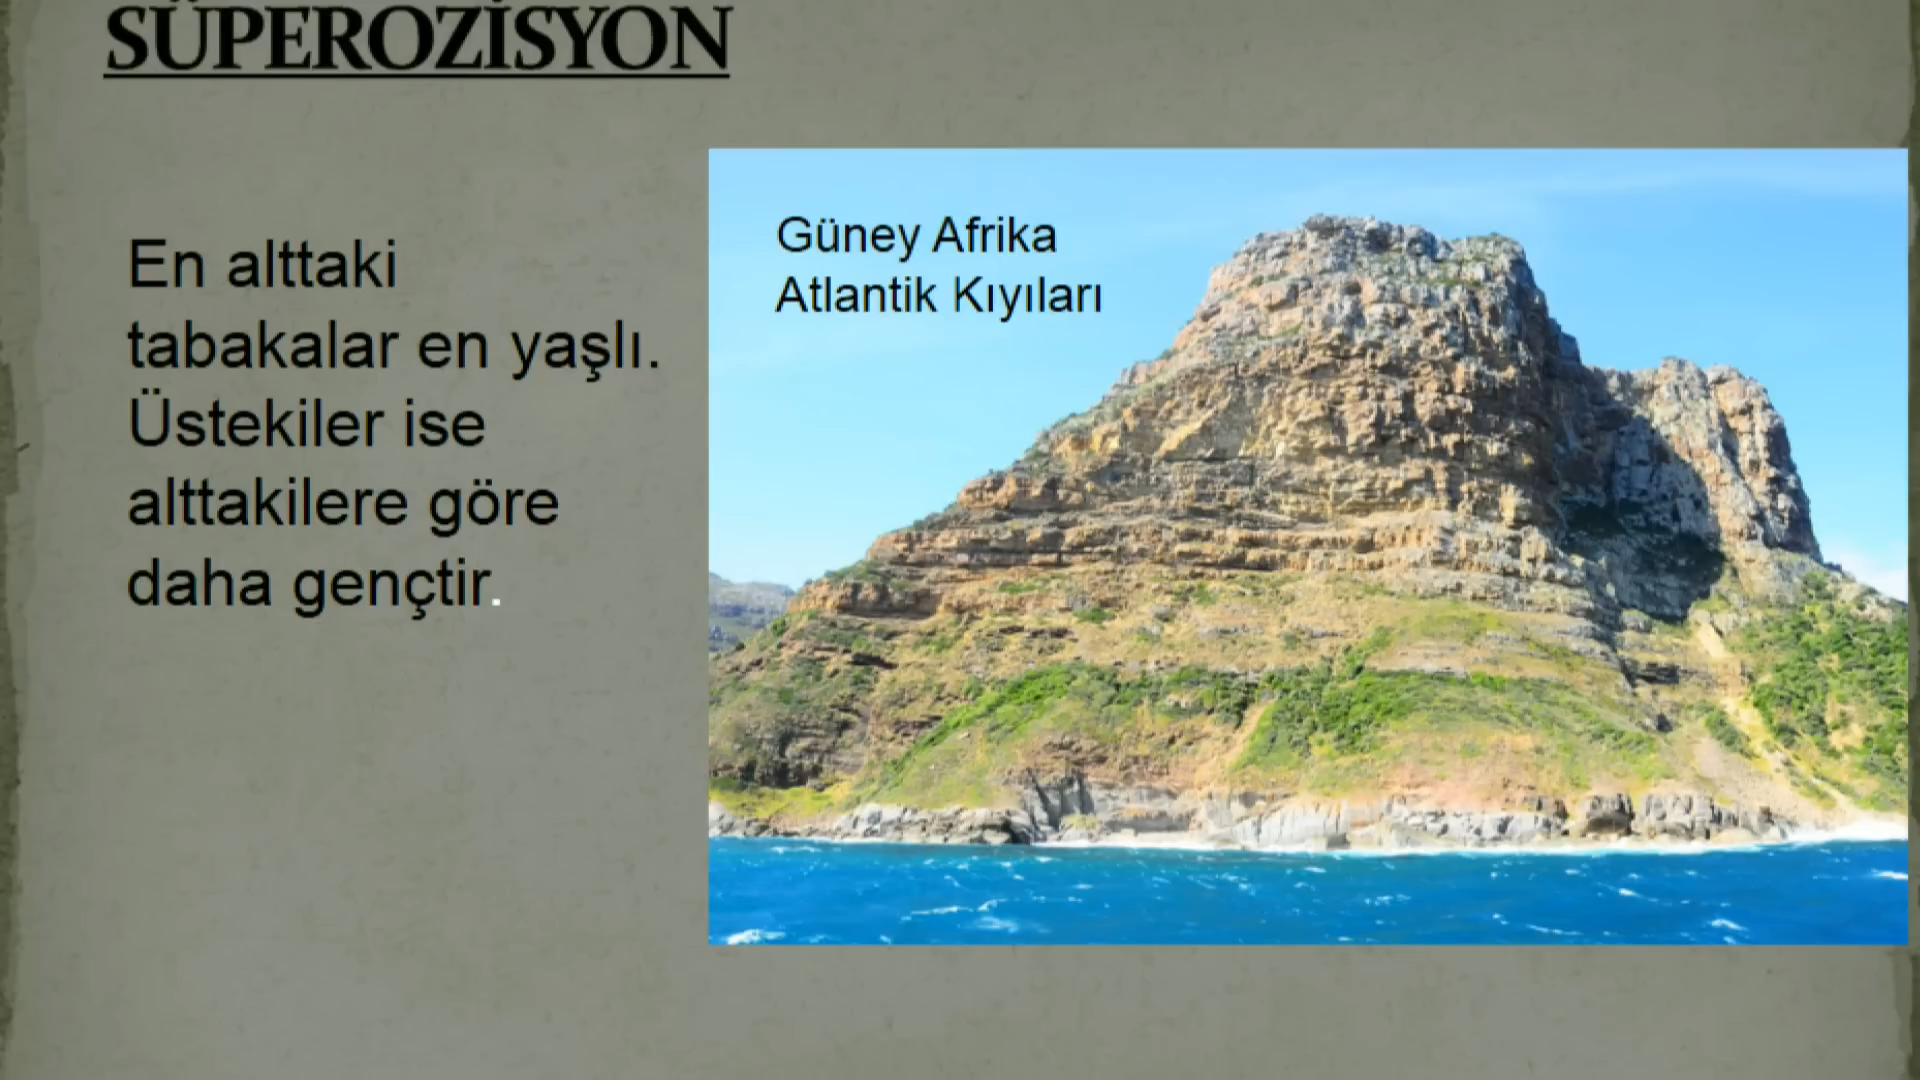 SÜPEROZİSYON
En alttaki
tabakalar en yaşlı.
Üstekiler ise
alttakilere göre
daha gençtir.
Güney Afrika
Atlantik Kıyıları